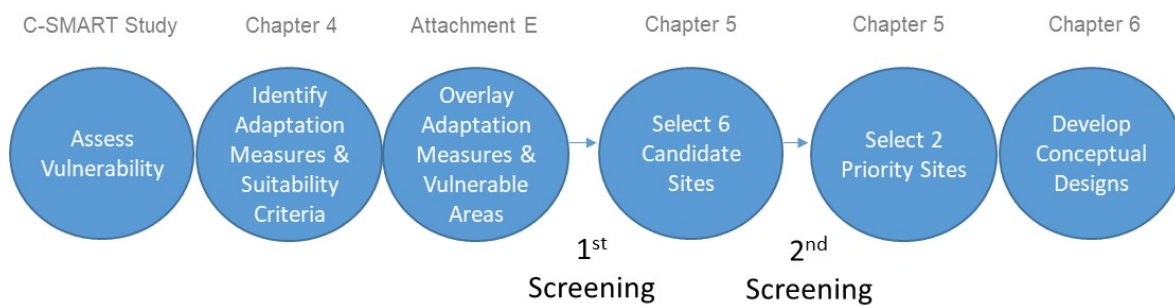 C-SMART Study
Chapter 4
Attachment E
Chapter 5
Chapter 5
Chapter 6
Assess
Vulnerability
Identify
Adaptation
Measures &
Suitability
Criteria
Overlay
Adaptation
Measures &
Vulnerable
Areas
Select 6
Candidate
Sites
Select 2
Priority Sites
Develop
Conceptual
Designs
1st
Screening
2nd
Screening